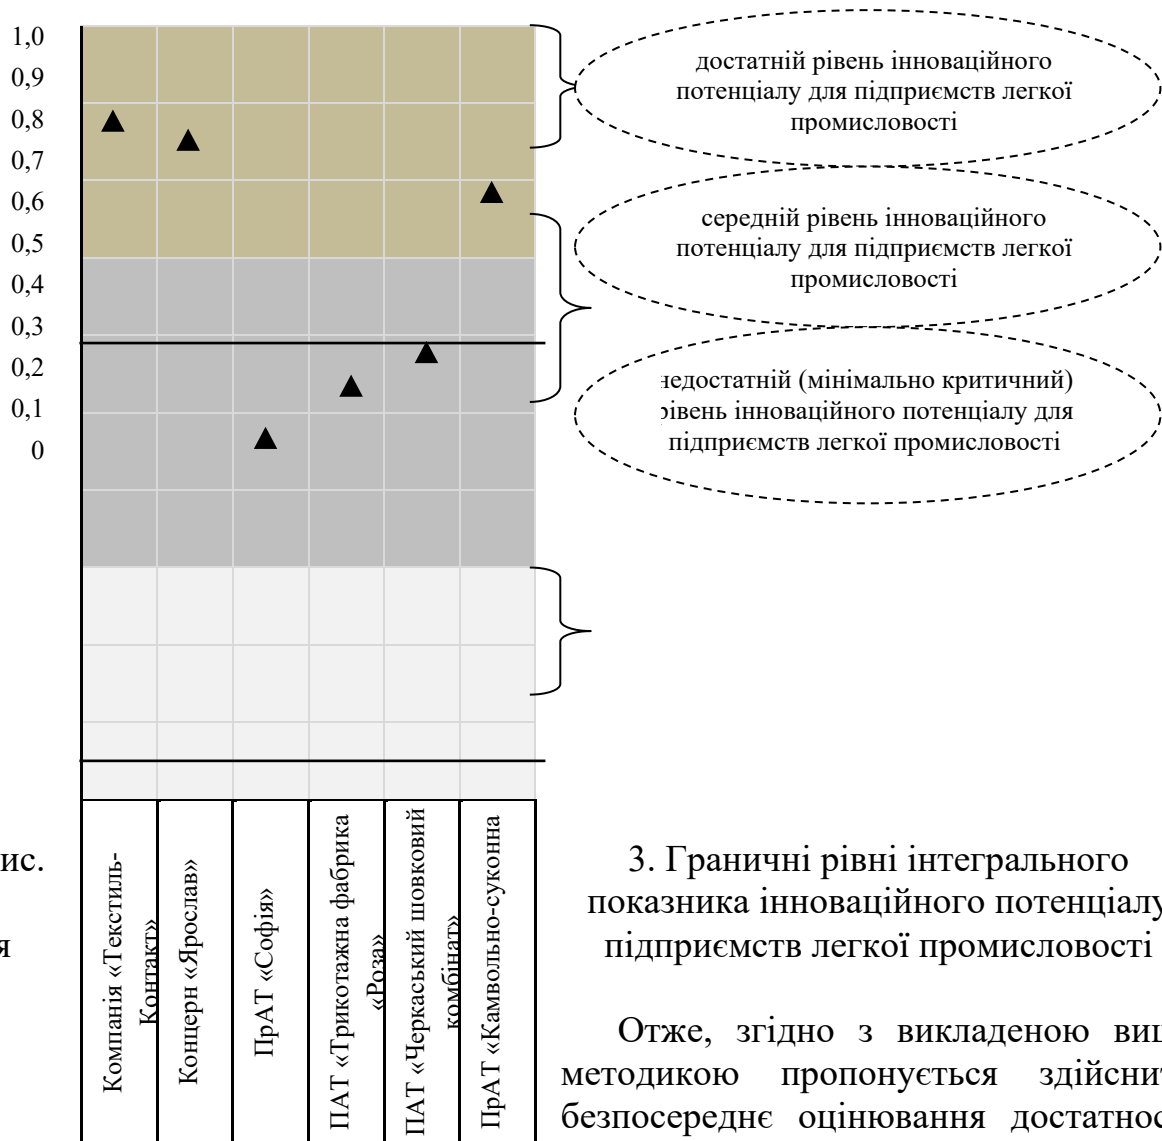 1,0
0,9
0,8
0,7
0,6
0,5
0,4
0,3
0,2
0,1
0
достатній рівень інноваційного
потенціалу для підприємств легкої
промисловості
середній рівень інноваційного
потенціалу для підприємств легкої
промисловості
недостатній (мінімально критичний)
рівень інноваційного потенціалу для
підприємств легкої промисловості
Компанія «Текстиль-
Контакт»
Концерн «Ярослав»
ПрАТ «Софія»
ПАТ «Трикотажна фабрика
«Роза»
ПАТ «Черкаський шовковий
комбінат»
ПрАТ «Камвольно-суконна
ис.
я
3. Граничні рівні інтегрального
показника інноваційного потенціалу
підприємств легкої промисловості
Отже, згідно з викладеною вищ
методикою пропонується здійснит
безпосереднє оцінювання достатнос